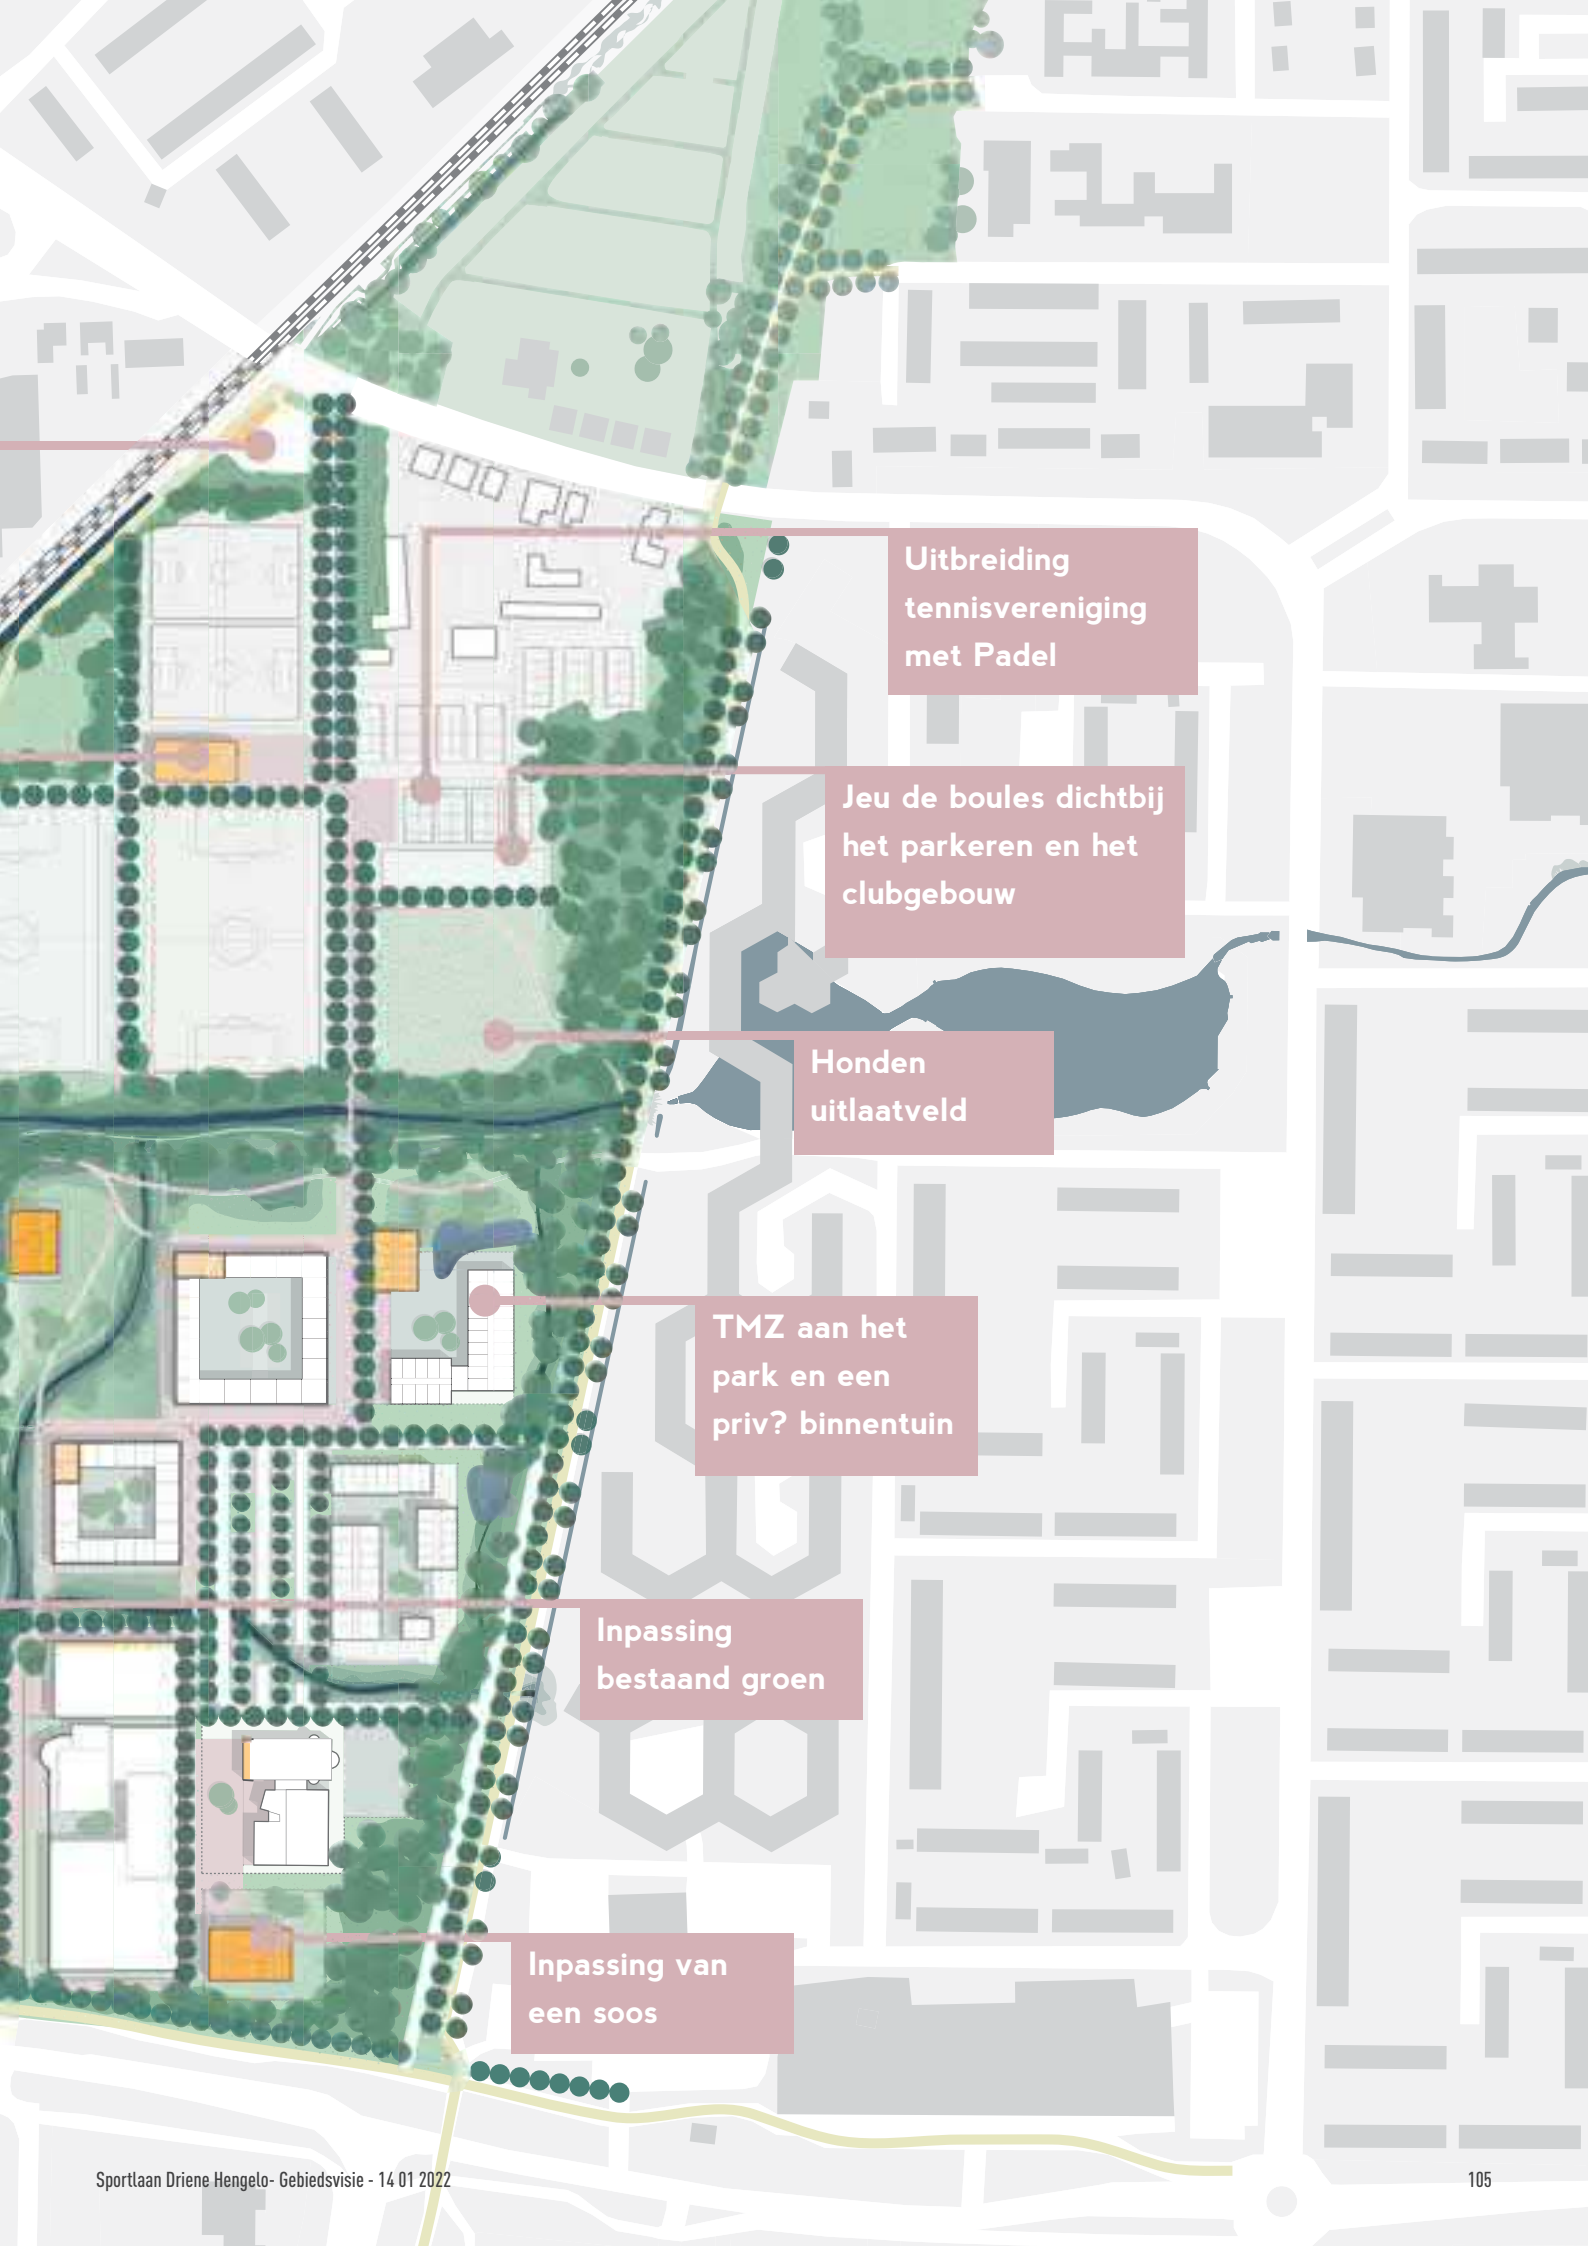 Uitbreiding
tennisvereniging
met Padel
Jeu de boules dichtbij
het parkeren en het
clubgebouw
Honden
uitlaatveld
TMZ aan het
park en een
priv? binnentuin
Inpassing
bestaand groen
Inpassing van
een soos
Sportlaan Driene Hengelo- Gebiedsvisie - 14 01 2022
105